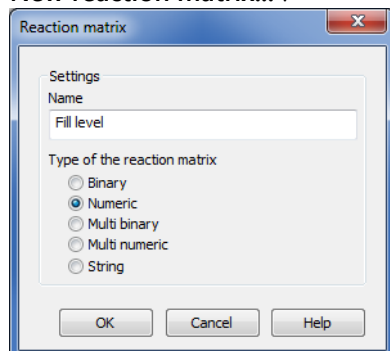 Reaction matrix
Settings
Name
Fill level
Type of the reaction matrix
Binary
Numeric
Multi binary
Multi numeric
String
OK Cancel Help